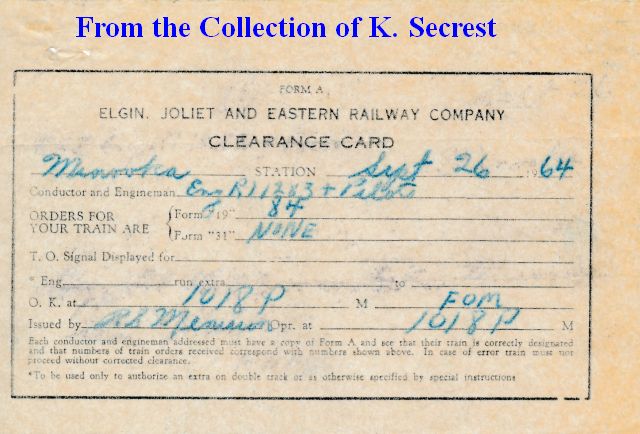 From the Collection of K. Secrest
FORM A
ELGIN, JOLIET AND EASTERN RAILWAY COMPANY
CLEARANCE CARD
Minooka STATION Sept 26 1964
Conductor and Engineman Eng RI 1283 + Pilots
ORDERS FOR YOUR TRAIN ARE
Form "19" 84
Form "31" NONE
T. O. Signal Displayed for
* Eng. run extra to
O. K. at 1018 P M FOM
Issued by Opr. at 1018 P M
Each conductor and engineman addressed must have a copy of Form A and see that their train is correctly designated
and that numbers of train orders received correspond with numbers shown above. In case of error train must not
proceed without corrected clearance.
*To be used only to authorize an extra on double track or as otherwise specified by special instructions